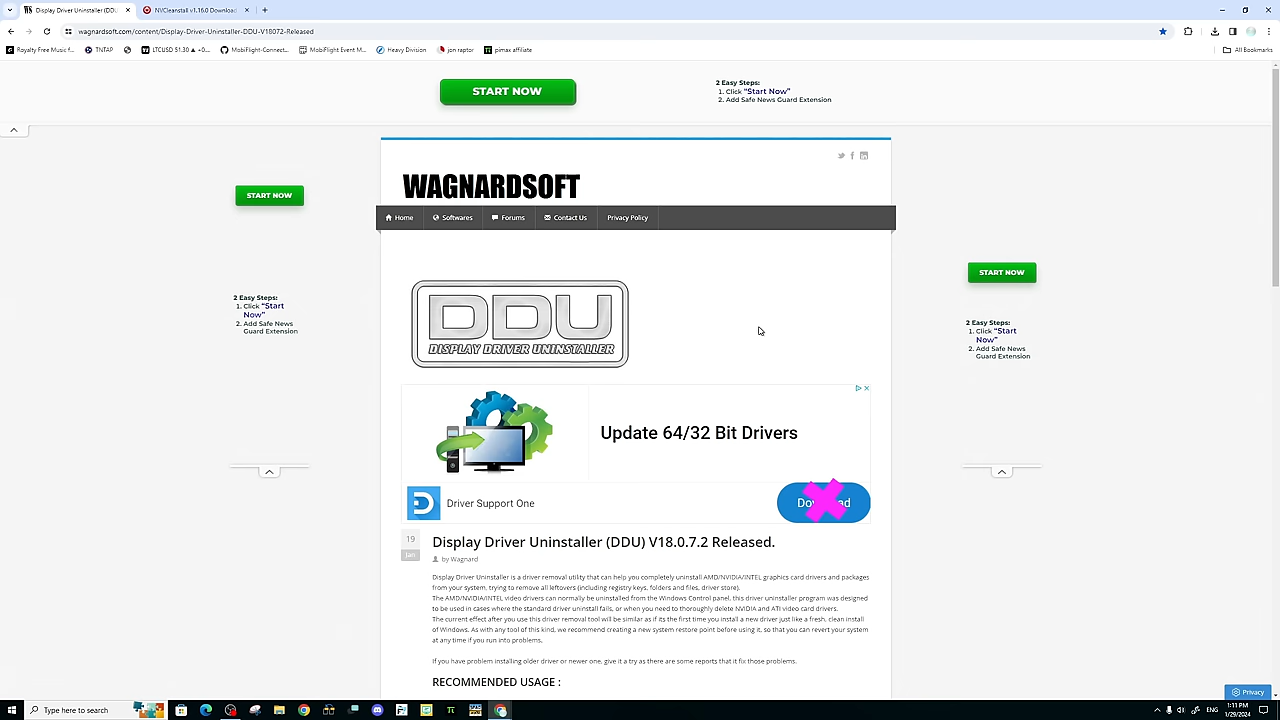 Display Driver Uninstaller (DDU
NVCleanstall v1.16.0 Download
wagnardsoft.com/content/Display-Driver-Uninstaller-DDU-V18072-Released
Royalty Free Music f...
TNTAP
LTCUSD 51.30 ▲ +0....
MobiFlight-Connect...
MobiFlight Event M...
Heavy Division
jon raptor
pimax affiliate
All Bookmarks
START NOW
2 Easy Steps:
1. Click "Start Now"
2. Add Safe News Guard Extension
WAGNARDSOFT
START NOW
Home
Softwares
Forums
Contact Us
Privacy Policy
START NOW
DDU
DISPLAY DRIVER UNINSTALLER
2 Easy Steps:
1. Click "Start
Now"
2. Add Safe News
Guard Extension
2 Easy Steps:
1. Click "Start
Now"
2. Add Safe News
Guard Extension
Update 64/32 Bit Drivers
Driver Support One
19
Jan
Display Driver Uninstaller (DDU) V18.0.7.2 Released.
by Wagnard
Display Driver Uninstaller is a driver removal utility that can help you completely uninstall AMD/NVIDIA/INTEL graphics card drivers and packages
from your system, trying to remove all leftovers (including registry keys, folders and files, driver store).
The AMD/NVIDIA/INTEL video drivers can normally be uninstalled from the Windows Control panel, this driver uninstaller program was designed
to be used in cases where the standard driver uninstall fails, or when you need to thoroughly delete NVIDIA and ATI video card drivers.
The current effect after you use this driver removal tool will be similar as if its the first time you install a new driver just like a fresh, clean install
of Windows. As with any tool of this kind, we recommend creating a new system restore point before using it, so that you can revert your system
at any time if you run into problems.
If you have problem installing older driver or newer one, give it a try as there are some reports that it fix those problems.
RECOMMENDED USAGE :
Privacy
Type here to search
ENG
1:11 PM
1/29/2024